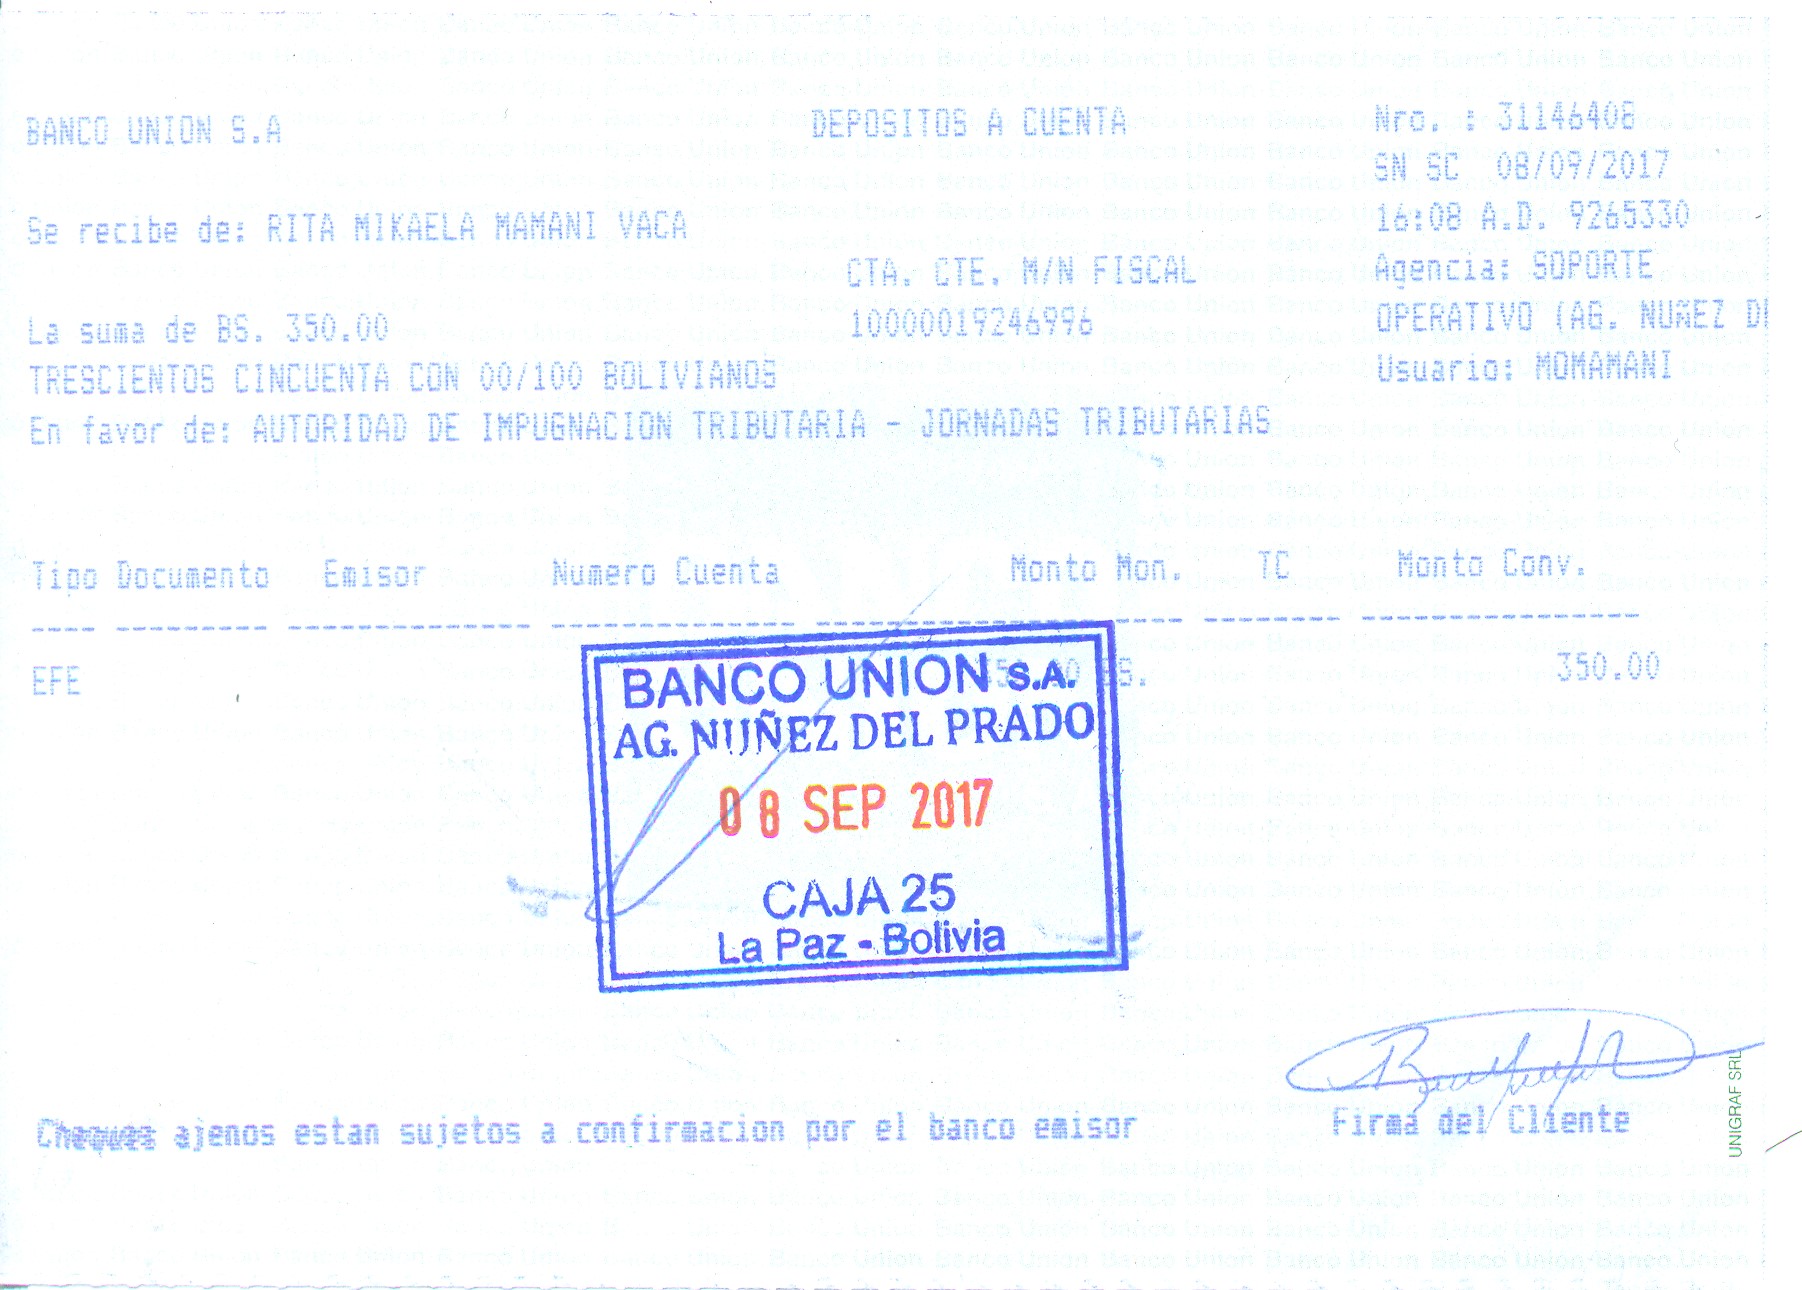 BANCO UNION S.A
DEPOSITOS A CUENTA
Nro. : 31146408
SN SC 08/09/2017
Se recibe de: RITA MIKAELA MAMANI VACA
16:08 A.D. 9265330
CTA. CTE. M/N FISCAL
Agencia: SOPORTE
La suma de BS. 350.00
10000019246996
OPERATIVO (AG. NUÑEZ DE
TRESCIENTOS CINCUENTA CON 00/100 BOLIVIANOS
Usuario: MOMAMANI
En favor de: AUTORIDAD DE IMPUGNACION TRIBUTARIA - JORNADAS TRIBUTARIAS
Tipo Documento Emisor Numero Cuenta Monto Mon. TC Monto Conv.
EFE 350.00 BS. 350.00
BANCO UNION S.A.
AG. NUÑEZ DEL PRADO
08 SEP 2017
CAJA 25
La Paz - Bolivia
Cheques ajenos estan sujetos a confirmacion por el banco emisor
Firma del Cliente
UNIGRAF SRL